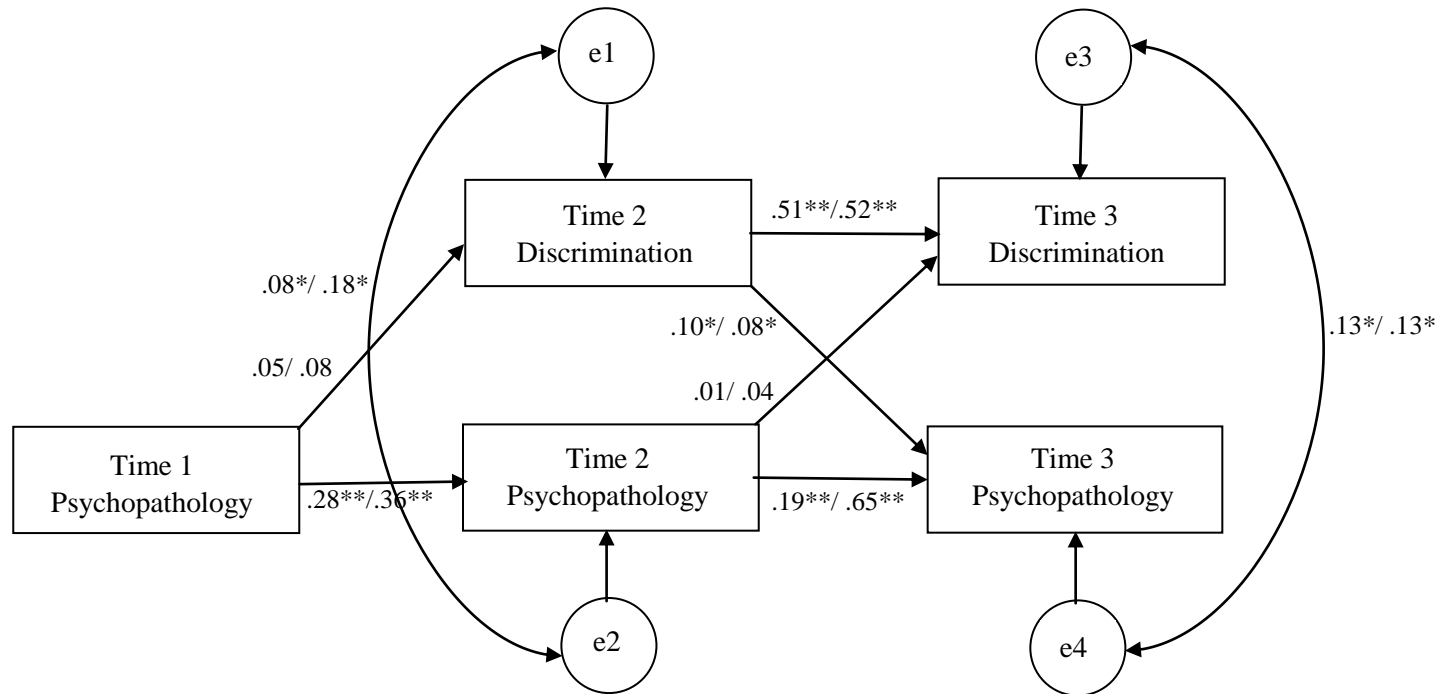 e1
e3
Time 2
Discrimination
.51**/.52**
Time 3
Discrimination
.08*/ .18*
.10*/ .08*
.13*/ .13*
.05/ .08
.01/ .04
Time 1
Psychopathology
.28**/.36**
Time 2
Psychopathology
.19**/ .65**
Time 3
Psychopathology
e2
e4